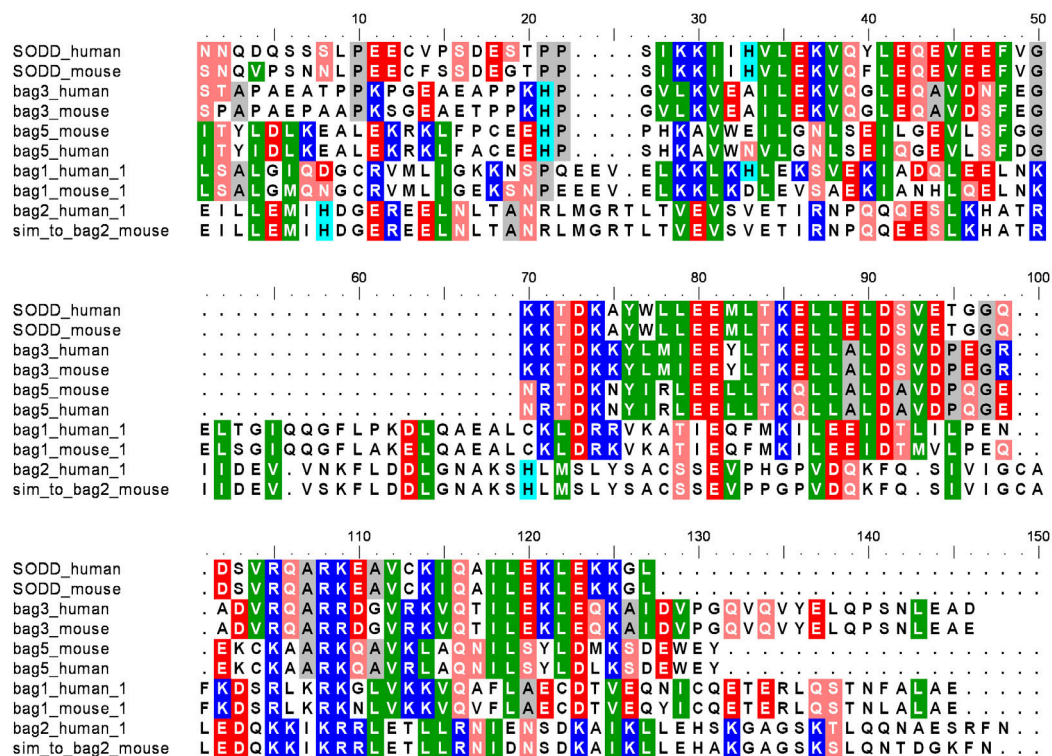 10 20 30 40 50
SODD_human NNQDQSSSLPEECVPSDESTPP....SIKKIIHVLEKVQYLEQEVEEFVG
SODD_mouse SNQVPSNNLPEECFSSDEGTPP....SIKKIIHVLEKVQFLEQEVEEFVG
bag3_human STAPAEATPPKPGEAEAPPKHP....GVLKVEAILEKVQGLEQAVDNFEG
bag3_mouse SPAPAEPAAPKSGEAETPPKHP....GVLKVEAILEKVQGLEQAVDSFEG
bag5_mouse ITYLDLKEALEKRKLFPCEEHP....PHKAVWEILGNLSEILGEVLSFGG
bag5_human ITYIDLKEALEKRKLFACEEHP....SHKAVWNVLGNLSEIQGEVLSFDG
bag1_human_1 LSALGIQDGCRVMLIGKKNSPQEEV.ELKKLKHLEKSVEKIADQLEELNK
bag1_mouse_1 LSALGMQNGCRVMLIGEKSNPEEEV.ELKKLKDLEVSAEKIANHLQELNK
bag2_human_1 EILLEMIHDGEREELNLTANRLMGRTLTVEVSVETIRNPQQQESLKHATR
sim_to_bag2_mouse EILLEMIHDGEREELNLTANRLMGRTLTVEVSVETIRNPQQEESLKHATR
60 70 80 90 100
SODD_human ...................KKTDKAYWLLEEMLTKELLELDSVETGGQ..
SODD_mouse ...................KKTDKAYWLLEEMLTKELLELDSVETGGQ..
bag3_human ...................KKTDKKYLMIEEYLTKELLALDSVDPEGR..
bag3_mouse ...................KKTDKKYLMIEEYLTKELLALDSVDPEGR..
bag5_mouse ...................NRTDKNYIRLEELLTKQLLALDAVDPQGE..
bag5_human ...................NRTDKNYIRLEELLTKQLLALDAVDPQGE..
bag1_human_1 ELTGIQQGFLPKDLQAEALCKLDRRVKATIEQFMKILEEIDTLILPEN..
bag1_mouse_1 ELSGIQQGFLAKELQAEALCKLDRKVKATIEQFMKILEEIDTMVLPEQ..
bag2_human_1 IIDEV.VNKFLDDLGNAKSHLMSLYSACSSEVPHGPVDQKFQ.SIVIGCA
sim_to_bag2_mouse IIDEV.VSKFLDDLGNAKSHLMSLYSACSSEVPPGPVDQKFQ.SIVIGCA
110 120 130 140 150
SODD_human .DSVRQARKEAVCKIQAILEKLEKKGL.......................
SODD_mouse .DSVRQARKEAVCKIQAILEKLEKKGL.......................
bag3_human .ADVRQARRDGVRKVQTILEKLEQKAIDVPGQVQVYELQPSNLEAD....
bag3_mouse .ADVRQARRDGVRKVQTILEKLEQKAIDVPGQVQVYELQPSNLEAE....
bag5_mouse .EKCKAARKQAVKLAQNILSYLDMKSDEWEY...................
bag5_human .EKCKAARKQAVRLAQNILSYLDLKSDEWEY...................
bag1_human_1 FKDSRLKRKGLVKKVQAFLAECDTVEQNICQETERLQSTNFALAE.....
bag1_mouse_1 FKDSRLKRKNLVKKVQVFLAECDTVEQYICQETERLQSTNLALAE.....
bag2_human_1 LEDQKKIKRRLETLLRNIENSDKAIKLLEHSKGAGSKTLQQNAESRFN..
sim_to_bag2_mouse LEDQKKIKRRLETLLRNIDNSDKAIKLLEHAKGAGSKSLQNTDGKFN...